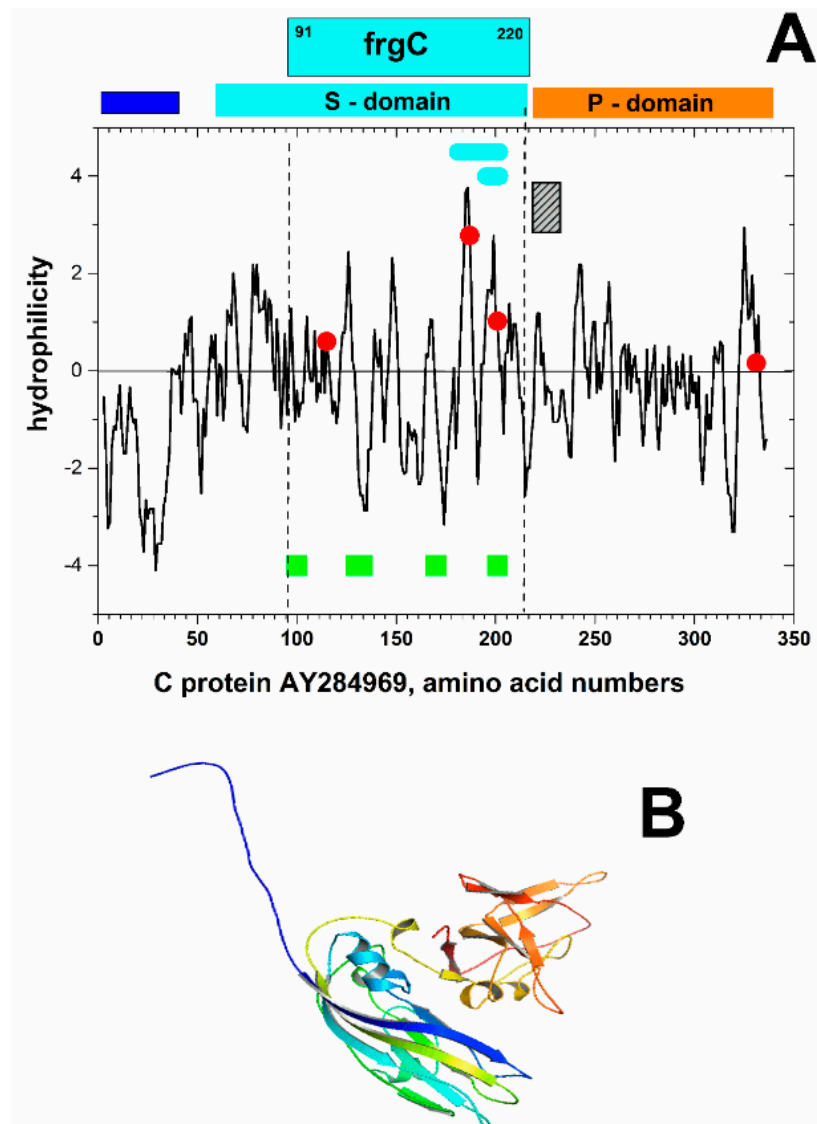 91 frgC 220 A
S - domain P - domain
4
2
0
-2
-4
hydrophilicity
0 50 100 150 200 250 300 350
C protein AY284969, amino acid numbers
B